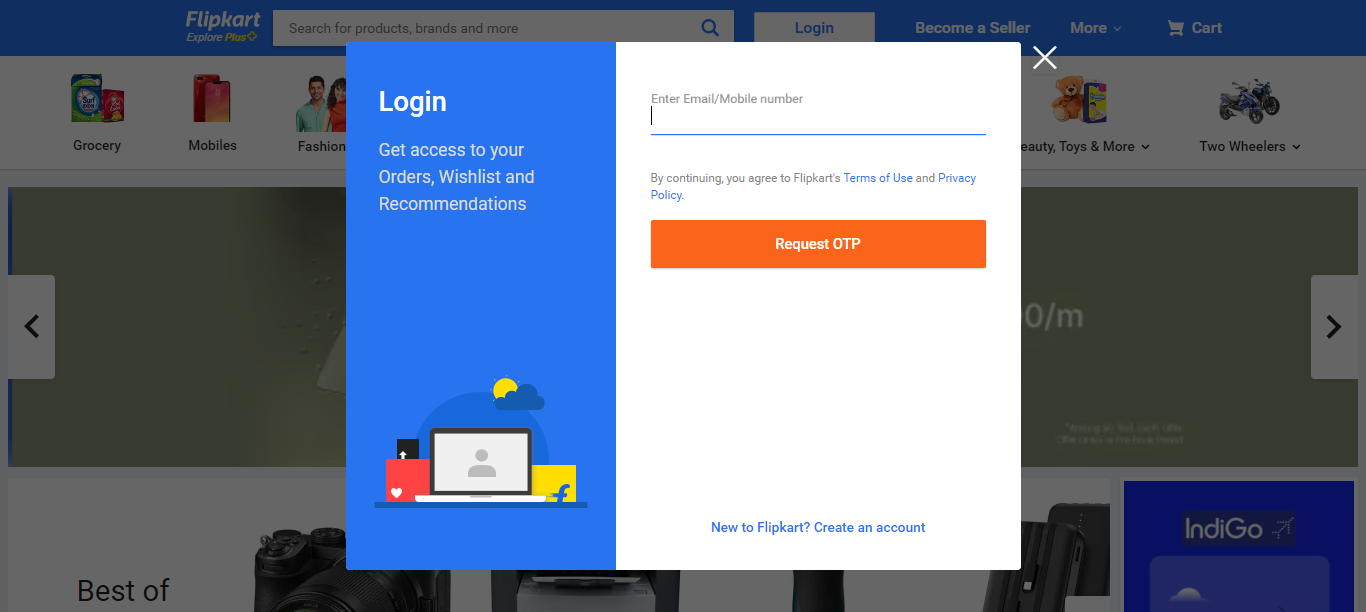 Flipkart
Explore Plus
Search for products, brands and more
Login
Become a Seller
More
Cart
Grocery
Mobiles
Fashion
eauty, Toys & More
Two Wheelers
Login
Get access to your
Orders, Wishlist and
Recommendations
Enter Email/Mobile number
By continuing, you agree to Flipkart's Terms of Use and Privacy
Policy.
Request OTP
New to Flipkart? Create an account
0/m
Best of
IndiGo